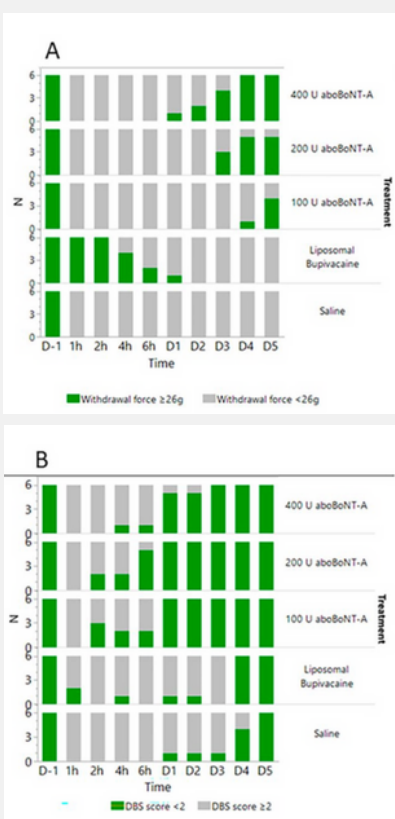 A
6
3
0
400 U aboBoNT-A
6
3
0
200 U aboBoNT-A
6
3
0
100 U aboBoNT-A
6
3
0
Liposomal
Bupivacaine
6
3
0
Saline
N
Treatment
D-1 1h 2h 4h 6h D1 D2 D3 D4 D5
Time
Withdrawal force ≥26g Withdrawal force <26g
B
6
3
0
400 U aboBoNT-A
6
3
0
200 U aboBoNT-A
6
3
0
100 U aboBoNT-A
6
3
0
Liposomal
Bupivacaine
6
3
0
Saline
N
Treatment
D-1 1h 2h 4h 6h D1 D2 D3 D4 D5
Time
DBS score <2 DBS score ≥2